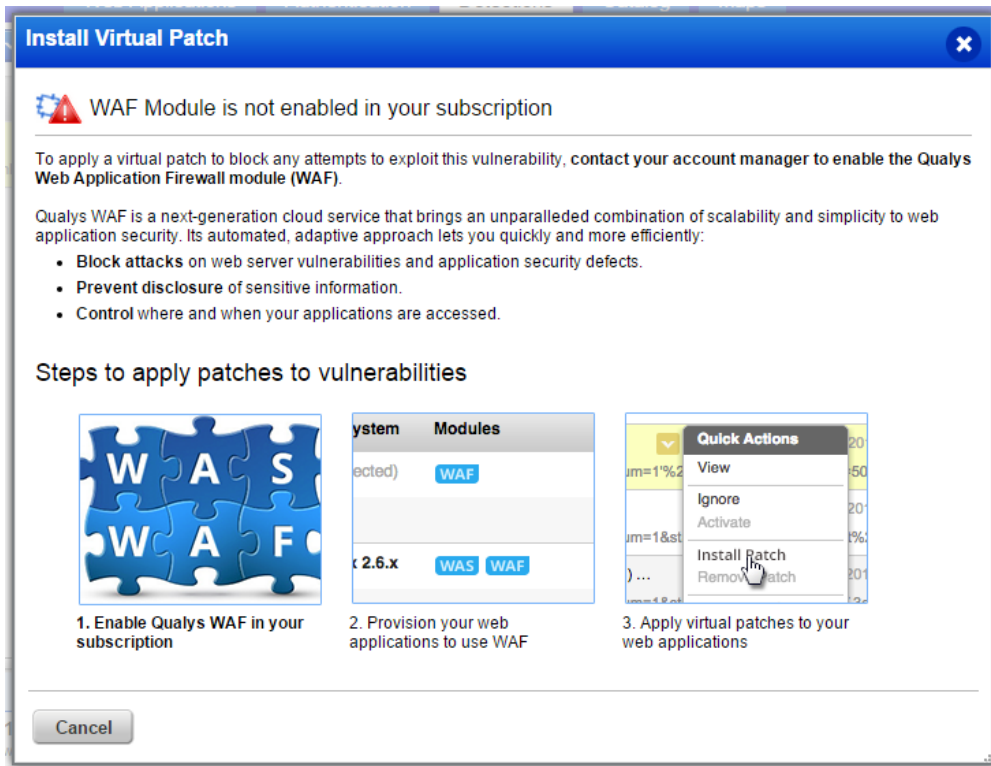 Install Virtual Patch
WAF Module is not enabled in your subscription
To apply a virtual patch to block any attempts to exploit this vulnerability, contact your account manager to enable the Qualys
Web Application Firewall module (WAF).
Qualys WAF is a next-generation cloud service that brings an unparalleded combination of scalability and simplicity to web
application security. Its automated, adaptive approach lets you quickly and more efficiently:
• Block attacks on web server vulnerabilities and application security defects.
• Prevent disclosure of sensitive information.
• Control where and when your applications are accessed.
Steps to apply patches to vulnerabilities
W A S
W A F
ystem Modules
ected) WAF
x 2.6.x WAS WAF
Quick Actions
View
um=1'%2
Ignore
Activate
um=1&st
Install Patch
) ...
1. Enable Qualys WAF in your
subscription
2. Provision your web
applications to use WAF
3. Apply virtual patches to your
web applications
Cancel